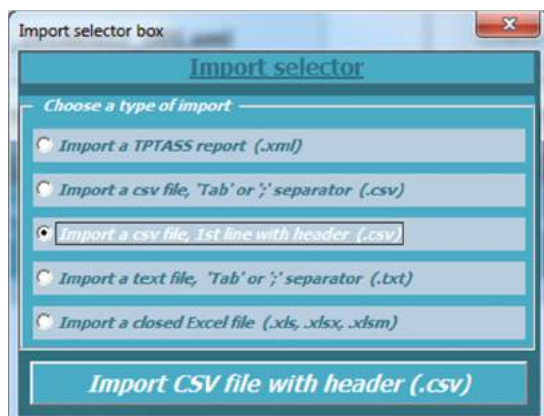 Import selector box
Import selector
Choose a type of import
Import a TPTASS report (.xml)
Import a csv file, 'Tab' or ';' separator (.csv)
Import a csv file, 1st line with header (.csv)
Import a text file, 'Tab' or ';' separator (.txt)
Import a closed Excel file (.xls, .xlsx, .xlsm)
Import CSV file with header (.csv)